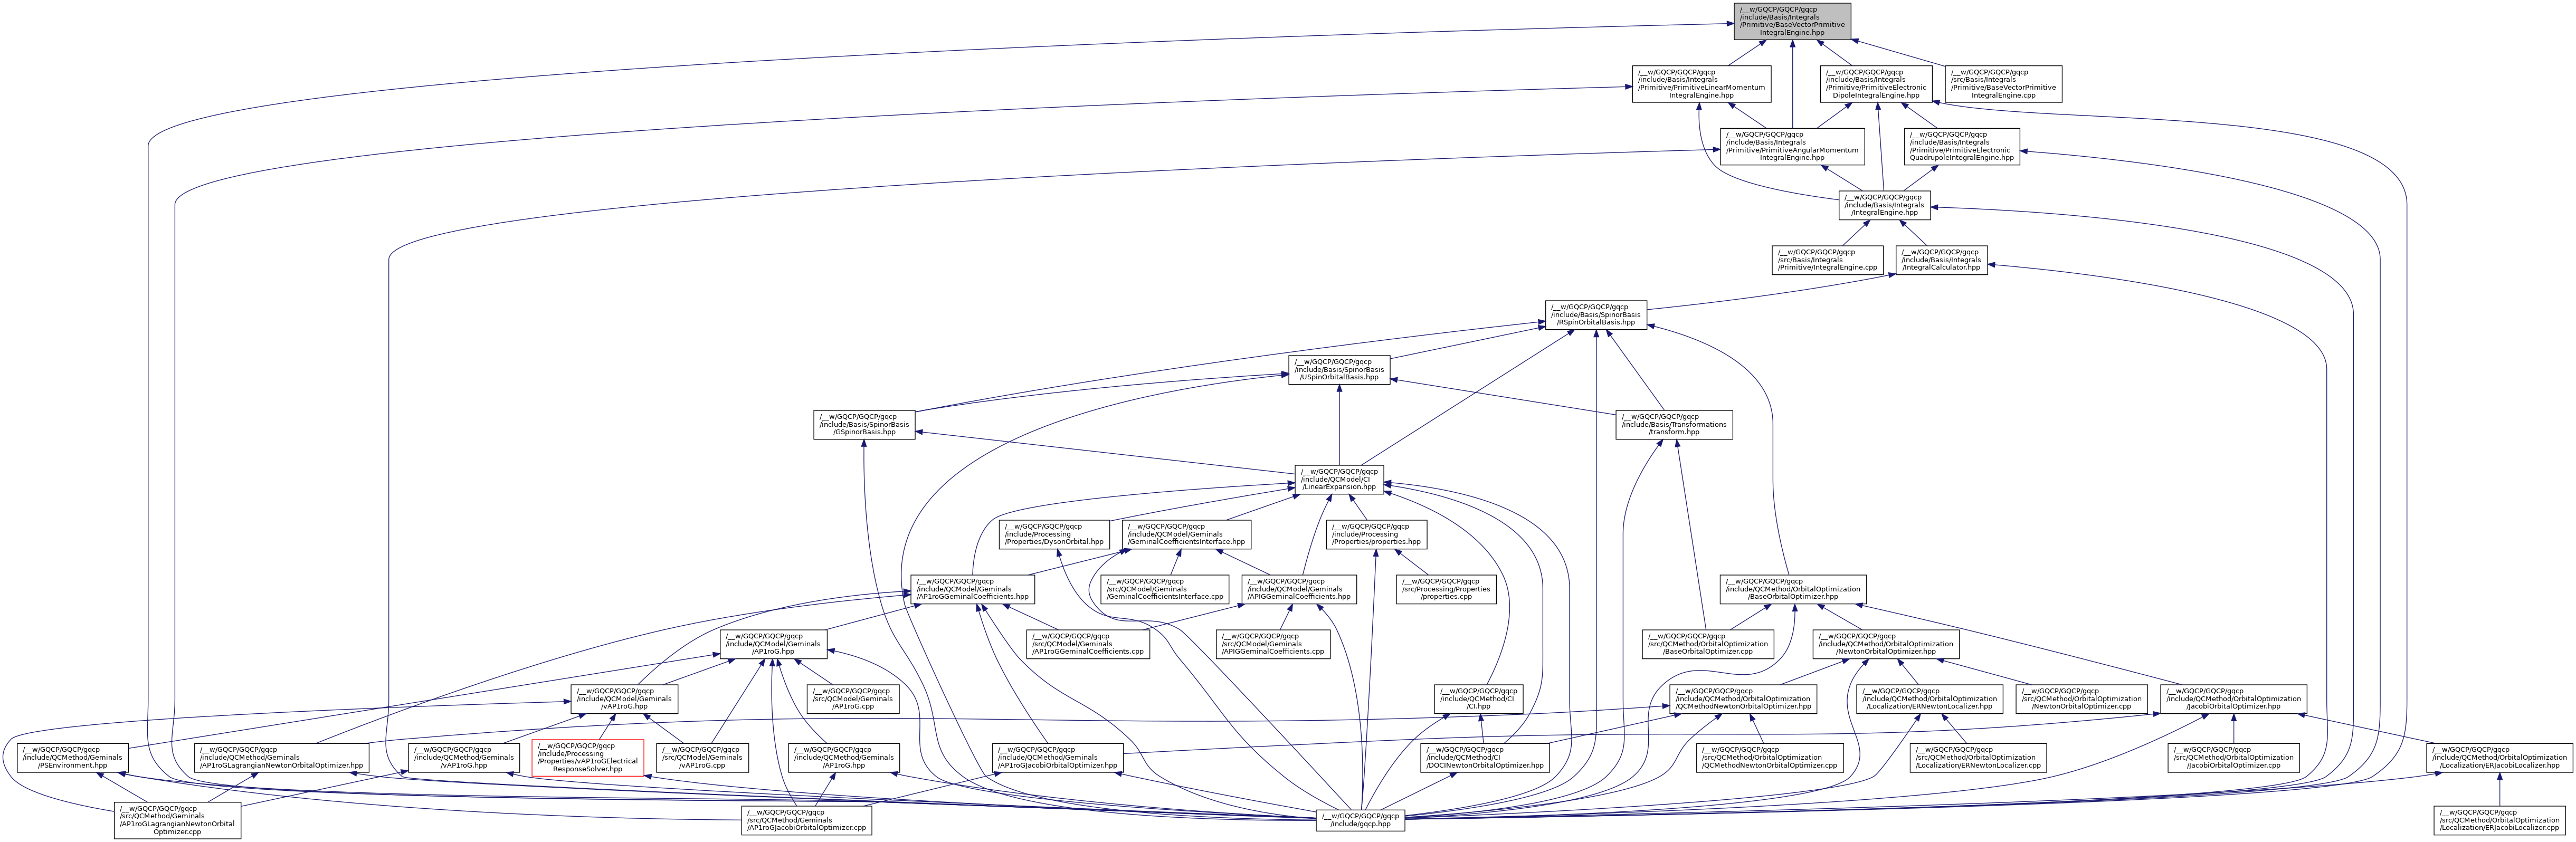 /__w/GQCP/GQCP/gqcp
/include/Basis/Integrals
/Primitive/BaseVectorPrimitive
IntegralEngine.hpp
/__w/GQCP/GQCP/gqcp
/include/Basis/Integrals
/Primitive/PrimitiveLinearMomentum
IntegralEngine.hpp
/__w/GQCP/GQCP/gqcp
/include/Basis/Integrals
/Primitive/PrimitiveElectronic
DipoleIntegralEngine.hpp
/__w/GQCP/GQCP/gqcp
/src/Basis/Integrals
/Primitive/BaseVectorPrimitive
IntegralEngine.cpp
/__w/GQCP/GQCP/gqcp
/include/Basis/Integrals
/Primitive/PrimitiveAngularMomentum
IntegralEngine.hpp
/__w/GQCP/GQCP/gqcp
/include/Basis/Integrals
/Primitive/PrimitiveElectronic
QuadrupoleIntegralEngine.hpp
/__w/GQCP/GQCP/gqcp
/include/Basis/Integrals
/IntegralEngine.hpp
/__w/GQCP/GQCP/gqcp
/src/Basis/Integrals
/Primitive/IntegralEngine.cpp
/__w/GQCP/GQCP/gqcp
/include/Basis/Integrals
/IntegralCalculator.hpp
/__w/GQCP/GQCP/gqcp
/include/Basis/SpinorBasis
/RSpinOrbitalBasis.hpp
/__w/GQCP/GQCP/gqcp
/include/Basis/SpinorBasis
/USpinOrbitalBasis.hpp
/__w/GQCP/GQCP/gqcp
/include/Basis/SpinorBasis
/GSpinorBasis.hpp
/__w/GQCP/GQCP/gqcp
/include/Basis/Transformations
/transform.hpp
/__w/GQCP/GQCP/gqcp
/include/QCModel/CI
/LinearExpansion.hpp
/__w/GQCP/GQCP/gqcp
/include/Processing
/Properties/DysonOrbital.hpp
/__w/GQCP/GQCP/gqcp
/include/QCModel/Geminals
/GeminalCoefficientsInterface.hpp
/__w/GQCP/GQCP/gqcp
/include/Processing
/Properties/properties.hpp
/__w/GQCP/GQCP/gqcp
/include/QCModel/Geminals
/AP1roGGeminalCoefficients.hpp
/__w/GQCP/GQCP/gqcp
/src/QCModel/Geminals
/GeminalCoefficientsInterface.cpp
/__w/GQCP/GQCP/gqcp
/include/QCModel/Geminals
/APIGGeminalCoefficients.hpp
/__w/GQCP/GQCP/gqcp
/src/Processing/Properties
/properties.cpp
/__w/GQCP/GQCP/gqcp
/include/QCMethod/OrbitalOptimization
/BaseOrbitalOptimizer.hpp
/__w/GQCP/GQCP/gqcp
/include/QCModel/Geminals
/AP1roG.hpp
/__w/GQCP/GQCP/gqcp
/src/QCModel/Geminals
/AP1roGGeminalCoefficients.cpp
/__w/GQCP/GQCP/gqcp
/src/QCModel/Geminals
/APIGGeminalCoefficients.cpp
/__w/GQCP/GQCP/gqcp
/src/QCMethod/OrbitalOptimization
/BaseOrbitalOptimizer.cpp
/__w/GQCP/GQCP/gqcp
/include/QCMethod/OrbitalOptimization
/NewtonOrbitalOptimizer.hpp
/__w/GQCP/GQCP/gqcp
/include/QCModel/Geminals
/vAP1roG.hpp
/__w/GQCP/GQCP/gqcp
/src/QCModel/Geminals
/AP1roG.cpp
/__w/GQCP/GQCP/gqcp
/include/QCMethod/CI
/CI.hpp
/__w/GQCP/GQCP/gqcp
/include/QCMethod/OrbitalOptimization
/QCMethodNewtonOrbitalOptimizer.hpp
/__w/GQCP/GQCP/gqcp
/include/QCMethod/OrbitalOptimization
/Localization/ERNewtonLocalizer.hpp
/__w/GQCP/GQCP/gqcp
/src/QCMethod/OrbitalOptimization
/NewtonOrbitalOptimizer.cpp
/__w/GQCP/GQCP/gqcp
/include/QCMethod/OrbitalOptimization
/JacobiOrbitalOptimizer.hpp
/__w/GQCP/GQCP/gqcp
/include/QCMethod/Geminals
/PSEnvironment.hpp
/__w/GQCP/GQCP/gqcp
/include/QCMethod/Geminals
/AP1roGLagrangianNewtonOrbitalOptimizer.hpp
/__w/GQCP/GQCP/gqcp
/include/QCMethod/Geminals
/vAP1roG.hpp
/__w/GQCP/GQCP/gqcp
/include/Processing
/Properties/vAP1roGElectrical
ResponseSolver.hpp
/__w/GQCP/GQCP/gqcp
/src/QCModel/Geminals
/vAP1roG.cpp
/__w/GQCP/GQCP/gqcp
/include/QCMethod/Geminals
/AP1roG.hpp
/__w/GQCP/GQCP/gqcp
/include/QCMethod/Geminals
/AP1roGJacobiOrbitalOptimizer.hpp
/__w/GQCP/GQCP/gqcp
/include/QCMethod/CI
/DOCINewtonOrbitalOptimizer.hpp
/__w/GQCP/GQCP/gqcp
/src/QCMethod/OrbitalOptimization
/QCMethodNewtonOrbitalOptimizer.cpp
/__w/GQCP/GQCP/gqcp
/src/QCMethod/OrbitalOptimization
/Localization/ERNewtonLocalizer.cpp
/__w/GQCP/GQCP/gqcp
/src/QCMethod/OrbitalOptimization
/JacobiOrbitalOptimizer.cpp
/__w/GQCP/GQCP/gqcp
/include/QCMethod/OrbitalOptimization
/Localization/ERJacobiLocalizer.hpp
/__w/GQCP/GQCP/gqcp
/src/QCMethod/Geminals
/AP1roGLagrangianNewtonOrbital
Optimizer.cpp
/__w/GQCP/GQCP/gqcp
/src/QCMethod/Geminals
/AP1roGJacobiOrbitalOptimizer.cpp
/__w/GQCP/GQCP/gqcp
/include/gqcp.hpp
/__w/GQCP/GQCP/gqcp
/src/QCMethod/OrbitalOptimization
/Localization/ERJacobiLocalizer.cpp